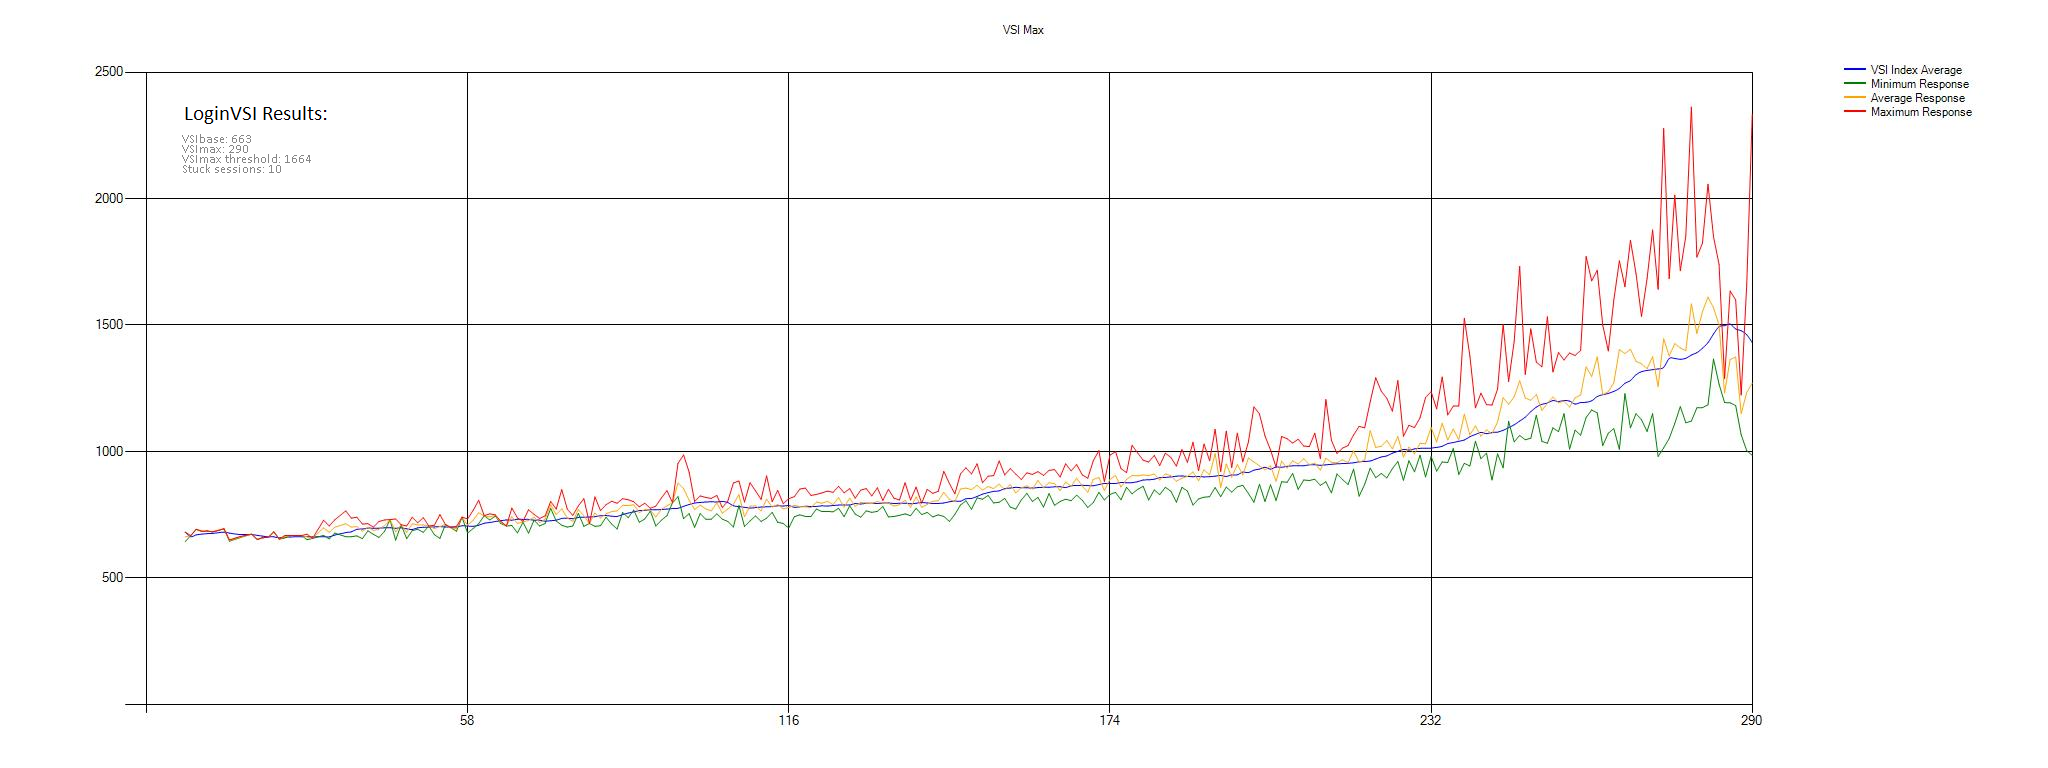 VSI Max
2500
2000
1500
1000
500
LoginVSI Results:
VSIbase: 663
VSImax: 290
VSImax threshold: 1664
Stuck sessions: 10
VSI Index Average
Minimum Response
Average Response
Maximum Response
58
116
174
232
290